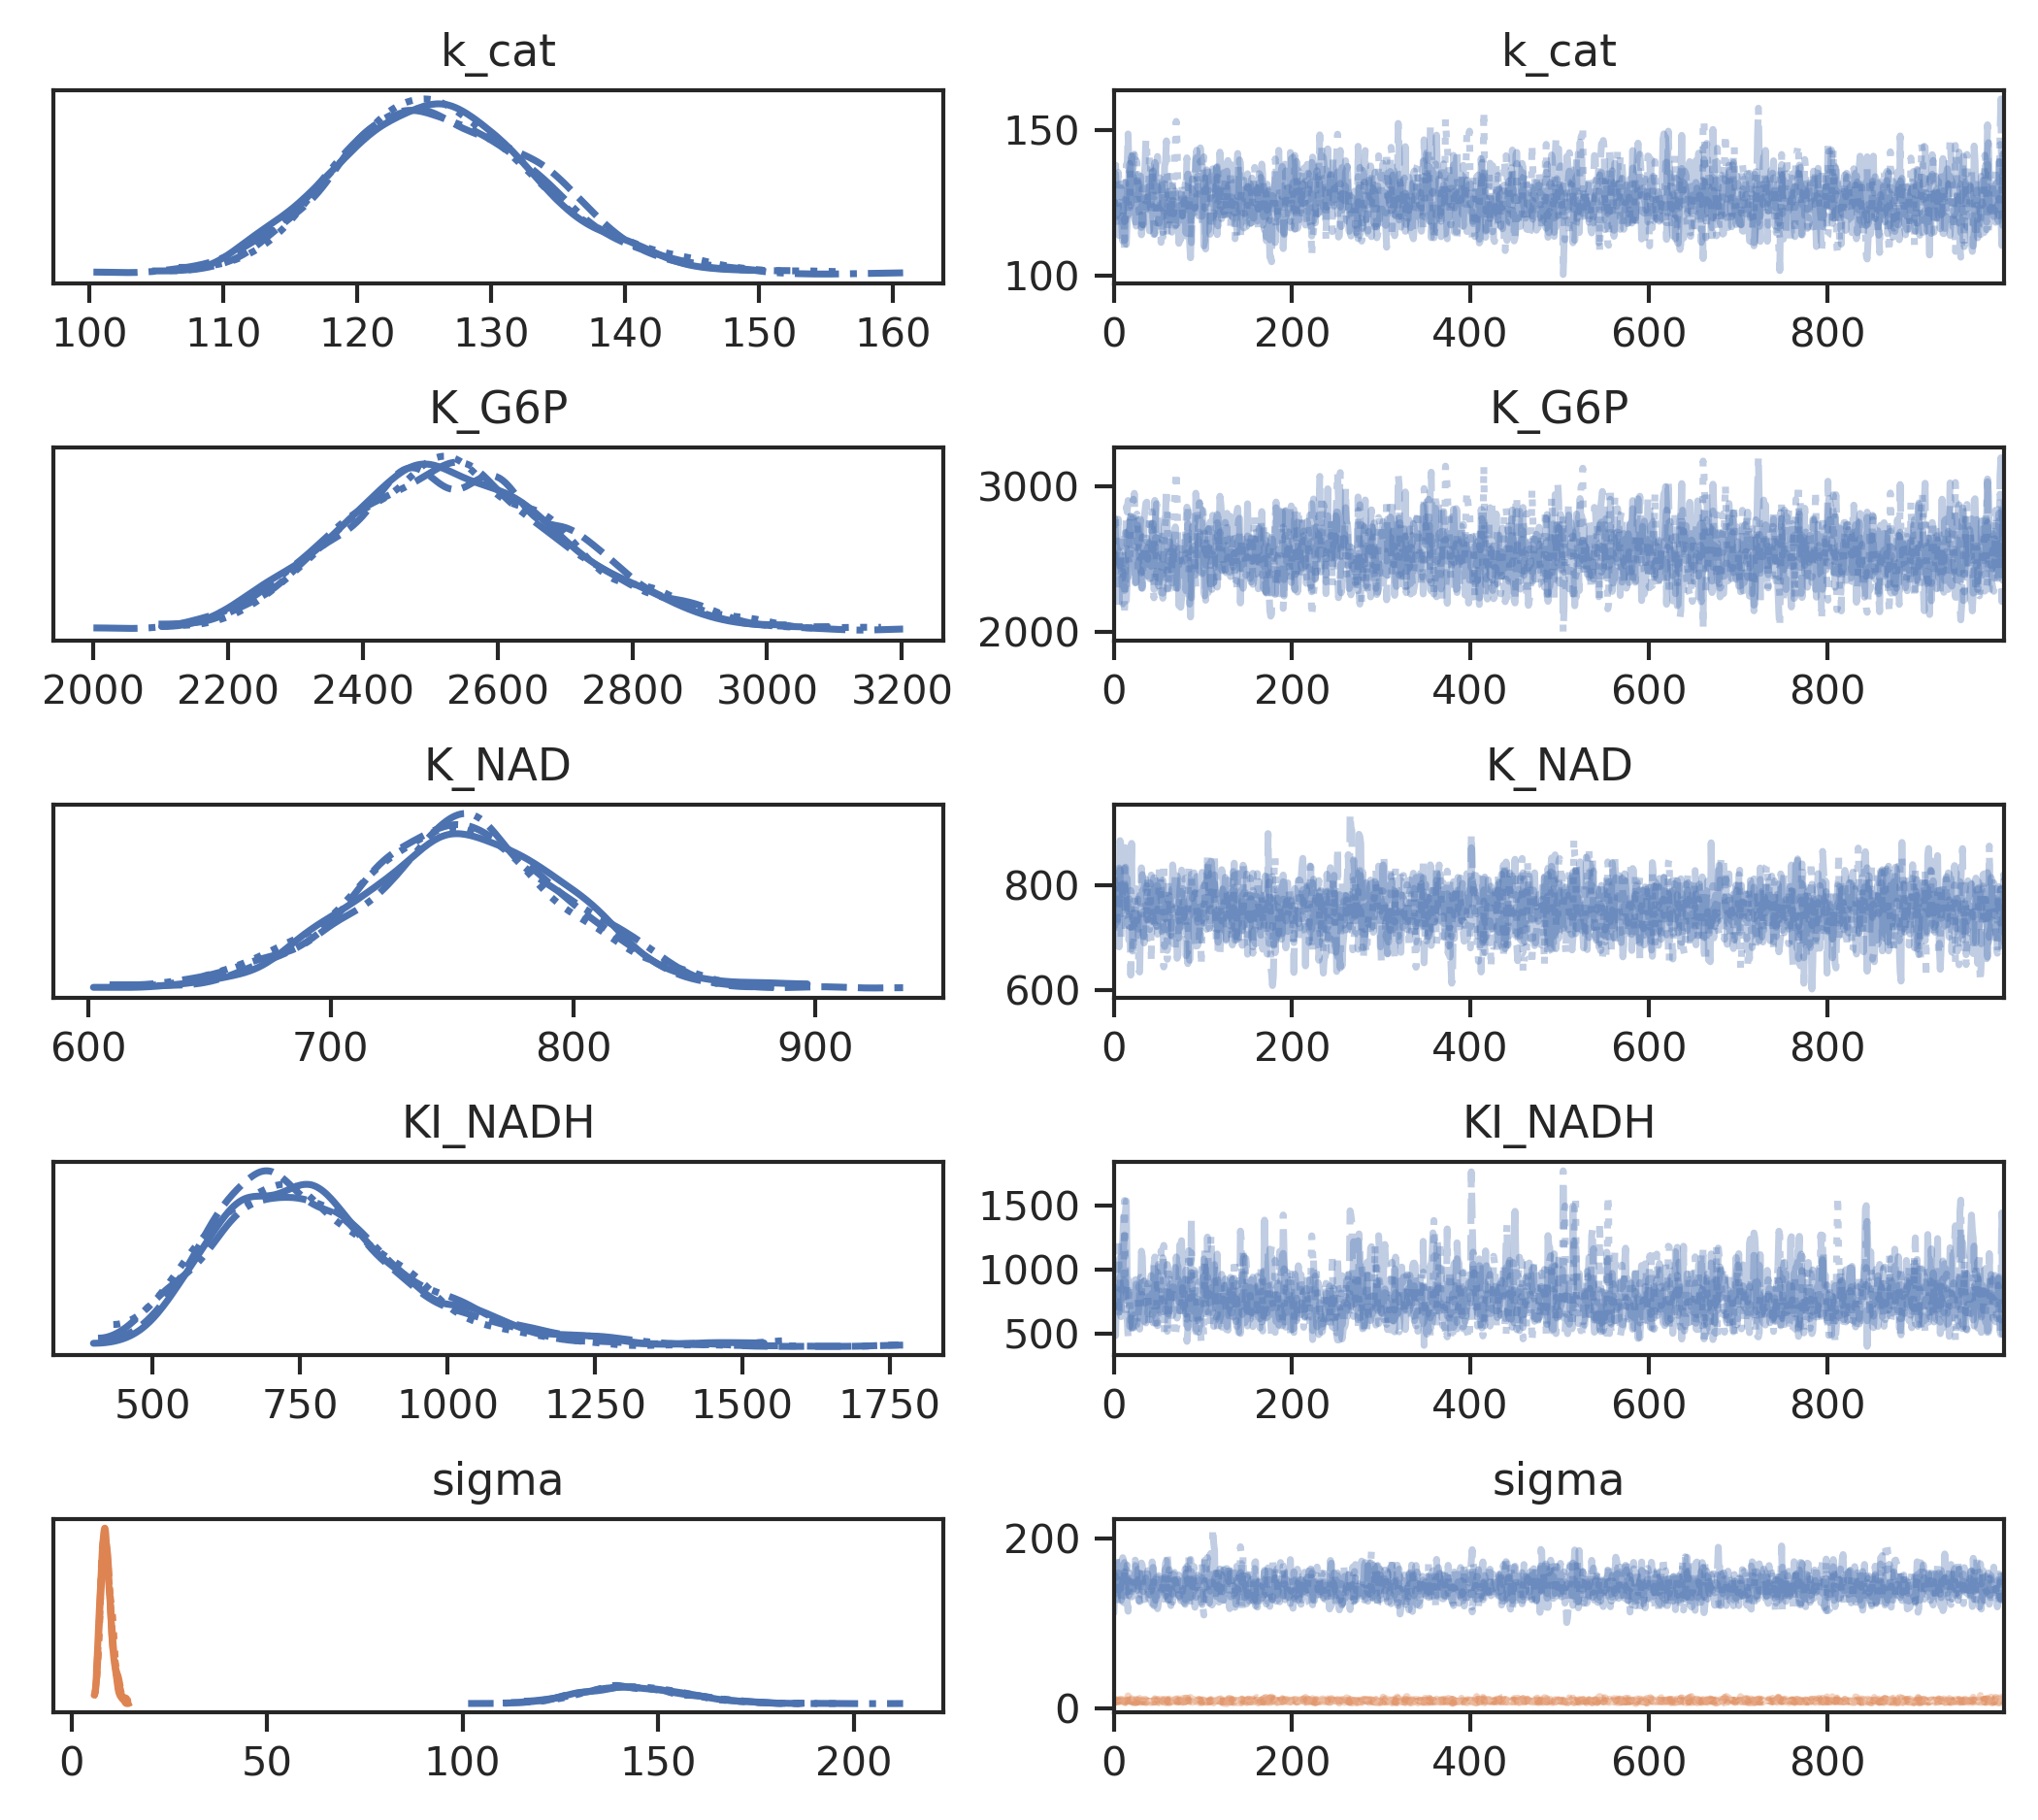 k_cat k_cat
150
100
100 110 120 130 140 150 160 0 200 400 600 800
K_G6P K_G6P
3000
2000
2000 2200 2400 2600 2800 3000 3200 0 200 400 600 800
K_NAD K_NAD
800
600
600 700 800 900 0 200 400 600 800
KI_NADH KI_NADH
1500
1000
500
500 750 1000 1250 1500 1750 0 200 400 600 800
sigma sigma
200
0
0 50 100 150 200 0 200 400 600 800